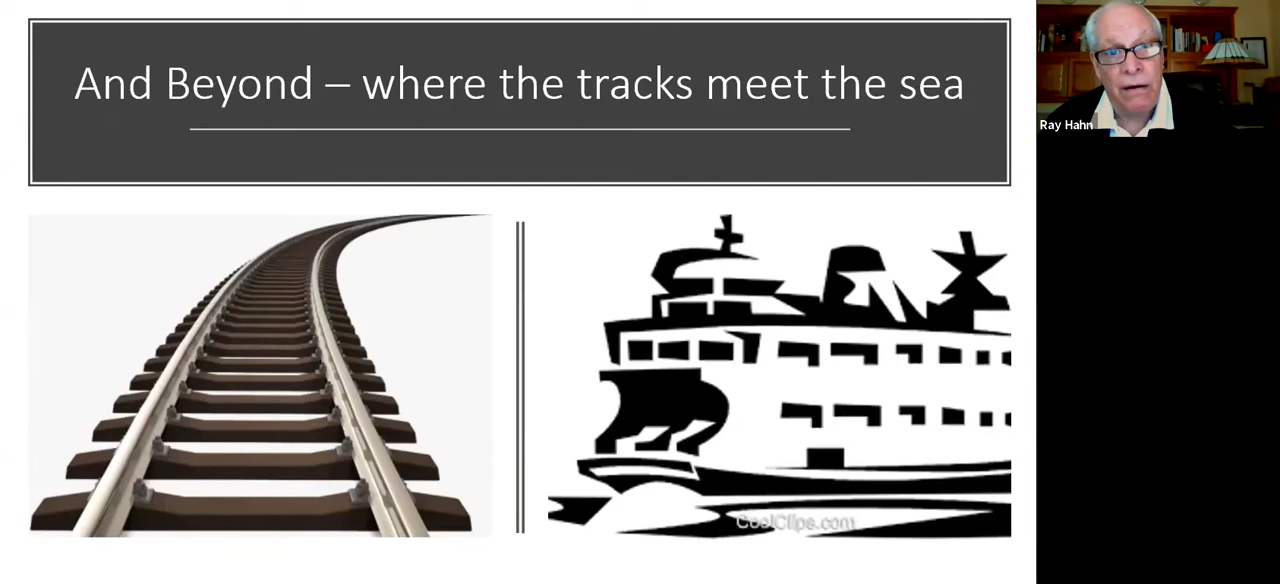 And Beyond – where the tracks meet the sea
Ray Hahn
CoolClips.com